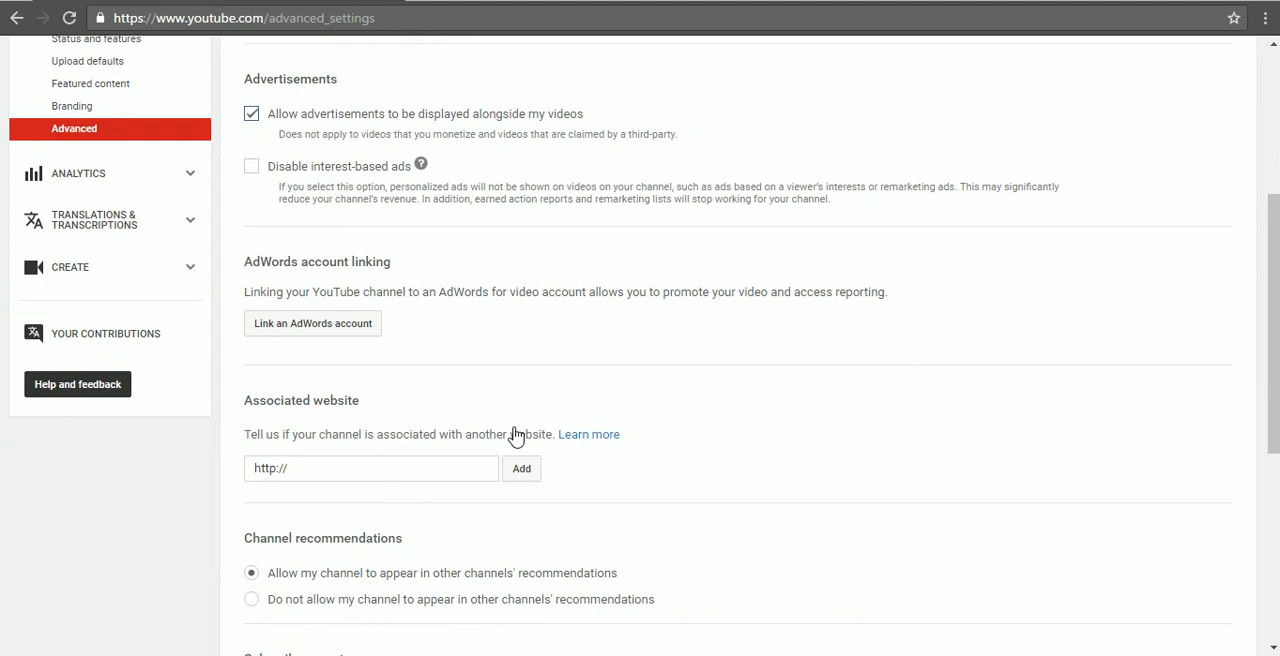 https://www.youtube.com/advanced_settings
Status and features
Upload defaults
Featured content
Branding
Advanced
ANALYTICS
TRANSLATIONS &
TRANSCRIPTIONS
CREATE
YOUR CONTRIBUTIONS
Help and feedback
Advertisements
Allow advertisements to be displayed alongside my videos
Does not apply to videos that you monetize and videos that are claimed by a third-party.
Disable interest-based ads ?
If you select this option, personalized ads will not be shown on videos on your channel, such as ads based on a viewer's interests or remarketing ads. This may significantly
reduce your channel's revenue. In addition, earned action reports and remarketing lists will stop working for your channel.
AdWords account linking
Linking your YouTube channel to an AdWords for video account allows you to promote your video and access reporting.
Link an AdWords account
Associated website
Tell us if your channel is associated with another website. Learn more
http://
Add
Channel recommendations
Allow my channel to appear in other channels' recommendations
Do not allow my channel to appear in other channels' recommendations